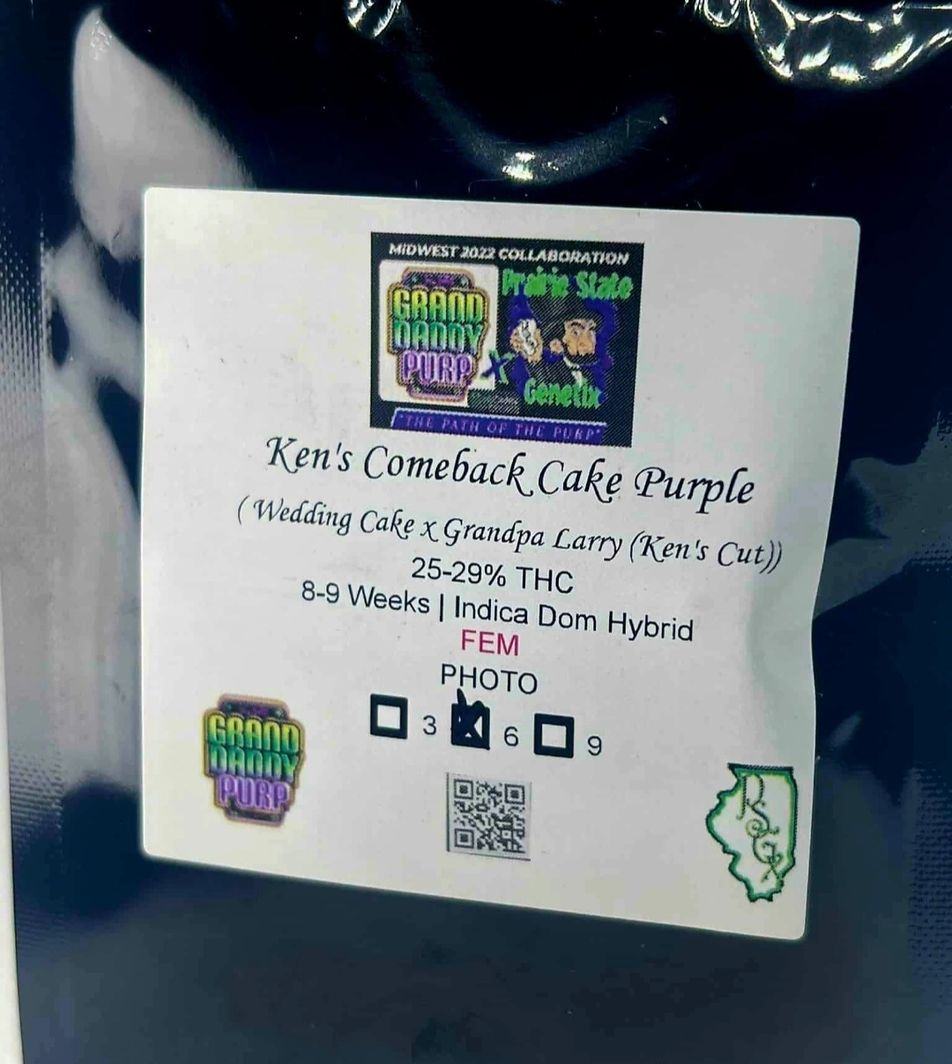 MIDWEST 2022 COLLABORATION
GRAND
DADDY
PURP
X
Prairie State
Genetix
"THE PATH OF THE PURP"
Ken's Comeback Cake Purple
( Wedding Cake x Grandpa Larry (Ken's Cut))
25-29% THC
8-9 Weeks | Indica Dom Hybrid
FEM
PHOTO
3 6 9
GRAND
DADDY
PURP
PSGX